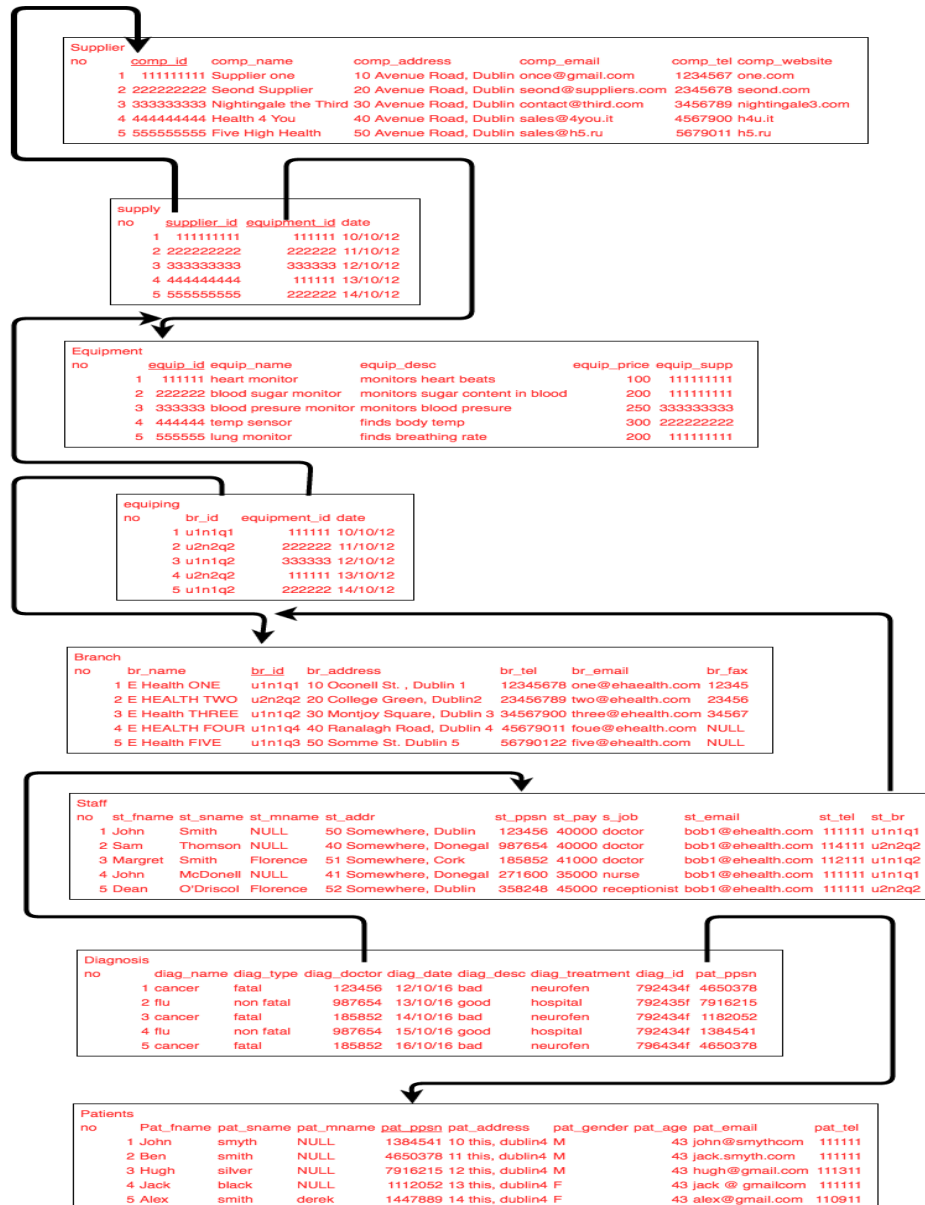 Supplier
no comp_id comp_name comp_address comp_email comp_tel comp_website
1 111111111 Supplier one 10 Avenue Road, Dublin once@gmail.com 1234567 one.com
2 222222222 Seond Supplier 20 Avenue Road, Dublin seond@suppliers.com 2345678 seond.com
3 333333333 Nightingale the Third 30 Avenue Road, Dublin contact@third.com 3456789 nightingale3.com
4 444444444 Health 4 You 40 Avenue Road, Dublin sales@4you.it 4567900 h4u.it
5 555555555 Five High Health 50 Avenue Road, Dublin sales@h5.ru 5679011 h5.ru
supply
no supplier_id equipment_id date
1 111111111 111111 10/10/12
2 222222222 222222 11/10/12
3 333333333 333333 12/10/12
4 444444444 111111 13/10/12
5 555555555 222222 14/10/12
Equipment
no equip_id equip_name equip_desc equip_price equip_supp
1 111111 heart monitor monitors heart beats 100 111111111
2 222222 blood sugar monitor monitors sugar content in blood 200 111111111
3 333333 blood presure monitor monitors blood presure 250 333333333
4 444444 temp sensor finds body temp 300 222222222
5 555555 lung monitor finds breathing rate 200 111111111
equiping
no br_id equipment_id date
1 u1n1q1 111111 10/10/12
2 u2n2q2 222222 11/10/12
3 u1n1q2 333333 12/10/12
4 u2n2q2 111111 13/10/12
5 u1n1q2 222222 14/10/12
Branch
no br_name br_id br_address br_tel br_email br_fax
1 E Health ONE u1n1q1 10 Oconell St. , Dublin 1 12345678 one@ehaealth.com 12345
2 E HEALTH TWO u2n2q2 20 College Green, Dublin2 23456789 two@ehealth.com 23456
3 E Health THREE u1n1q2 30 Montjoy Square, Dublin 3 34567900 three@ehealth.com 34567
4 E HEALTH FOUR u1n1q4 40 Ranalagh Road, Dublin 4 45679011 foue@ehealth.com NULL
5 E Health FIVE u1n1q3 50 Somme St. Dublin 5 56790122 five@ehealth.com NULL
Staff
no st_fname st_sname st_mname st_addr st_ppsn st_pay s_job st_email st_tel st_br
1 John Smith NULL 50 Somewhere, Dublin 123456 40000 doctor bob1@ehealth.com 111111 u1n1q1
2 Sam Thomson NULL 40 Somewhere, Donegal 987654 40000 doctor bob1@ehealth.com 114111 u2n2q2
3 Margret Smith Florence 51 Somewhere, Cork 185852 41000 doctor bob1@ehealth.com 112111 u1n1q2
4 John McDonell NULL 41 Somewhere, Donegal 271600 35000 nurse bob1@ehealth.com 111111 u1n1q1
5 Dean O'Driscol Florence 52 Somewhere, Dublin 358248 45000 receptionist bob1@ehealth.com 111111 u2n2q2
Diagnosis
no diag_name diag_type diag_doctor diag_date diag_desc diag_treatment diag_id pat_ppsn
1 cancer fatal 123456 12/10/16 bad neurofen 792434f 4650378
2 flu non fatal 987654 13/10/16 good hospital 792435f 7916215
3 cancer fatal 185852 14/10/16 bad neurofen 792434f 1182052
4 flu non fatal 987654 15/10/16 good hospital 792434f 1384541
5 cancer fatal 185852 16/10/16 bad neurofen 796434f 4650378
Patients
no Pat_fname pat_sname pat_mname pat_ppsn pat_address pat_gender pat_age pat_email pat_tel
1 John smyth NULL 1384541 10 this, dublin4 M 43 john@smythcom 111111
2 Ben smith NULL 4650378 11 this, dublin4 M 43 jack.smyth.com 111111
3 Hugh silver NULL 7916215 12 this, dublin4 M 43 hugh@gmail.com 111311
4 Jack black NULL 1112052 13 this, dublin4 F 43 jack @ gmailcom 111111
5 Alex smith derek 1447889 14 this, dublin4 F 43 alex@gmail.com 110911